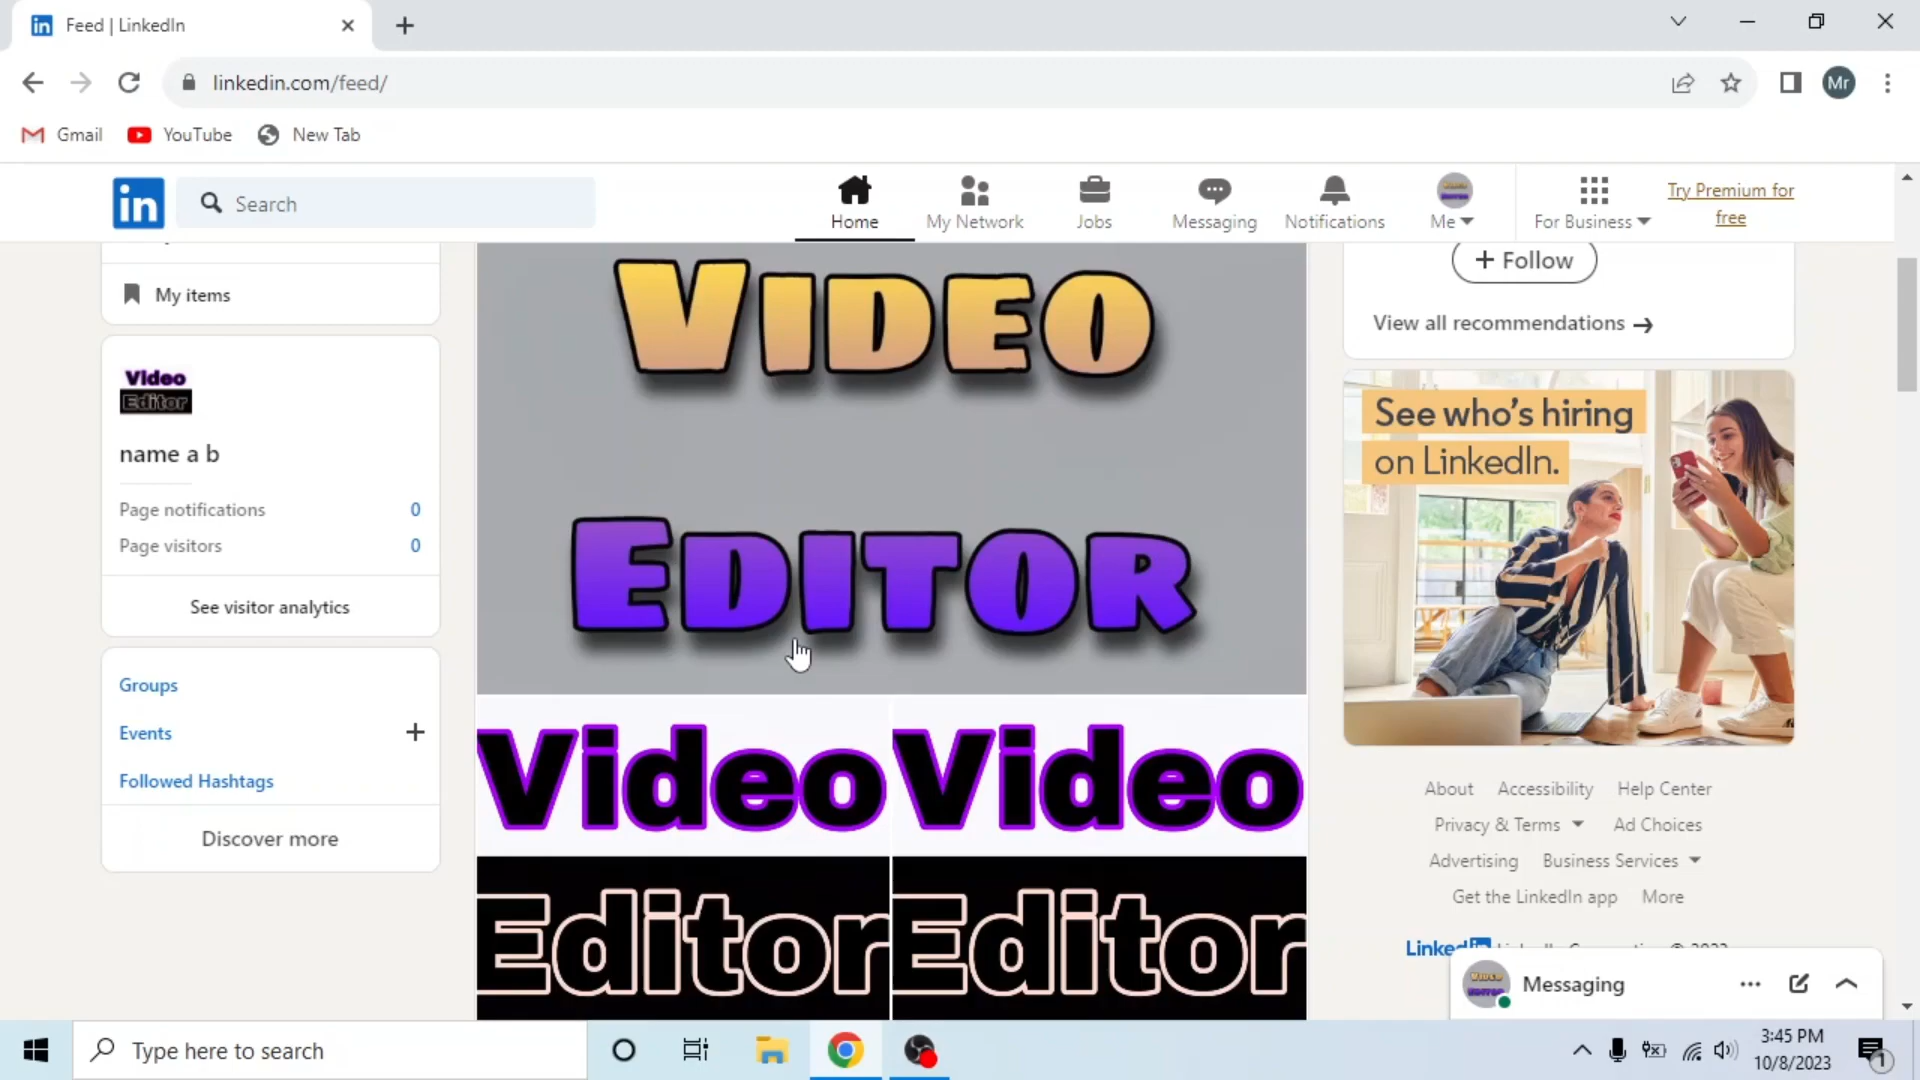 Feed | LinkedIn
linkedin.com/feed/
Mr
Gmail
YouTube
New Tab
in
Search
Home
My Network
Jobs
Messaging
Notifications
Me
For Business
Try Premium for
free
My items
Video
Editor
name a b
Page notifications 0
Page visitors 0
See visitor analytics
Groups
Events
Followed Hashtags
Discover more
VIDEO
EDITOR
Video
Editor
Video
Editor
+ Follow
View all recommendations →
See who's hiring
on LinkedIn.
About Accessibility Help Center
Privacy & Terms Ad Choices
Advertising Business Services
Get the LinkedIn app More
Linked
Messaging
Type here to search
3:45 PM
10/8/2023
1